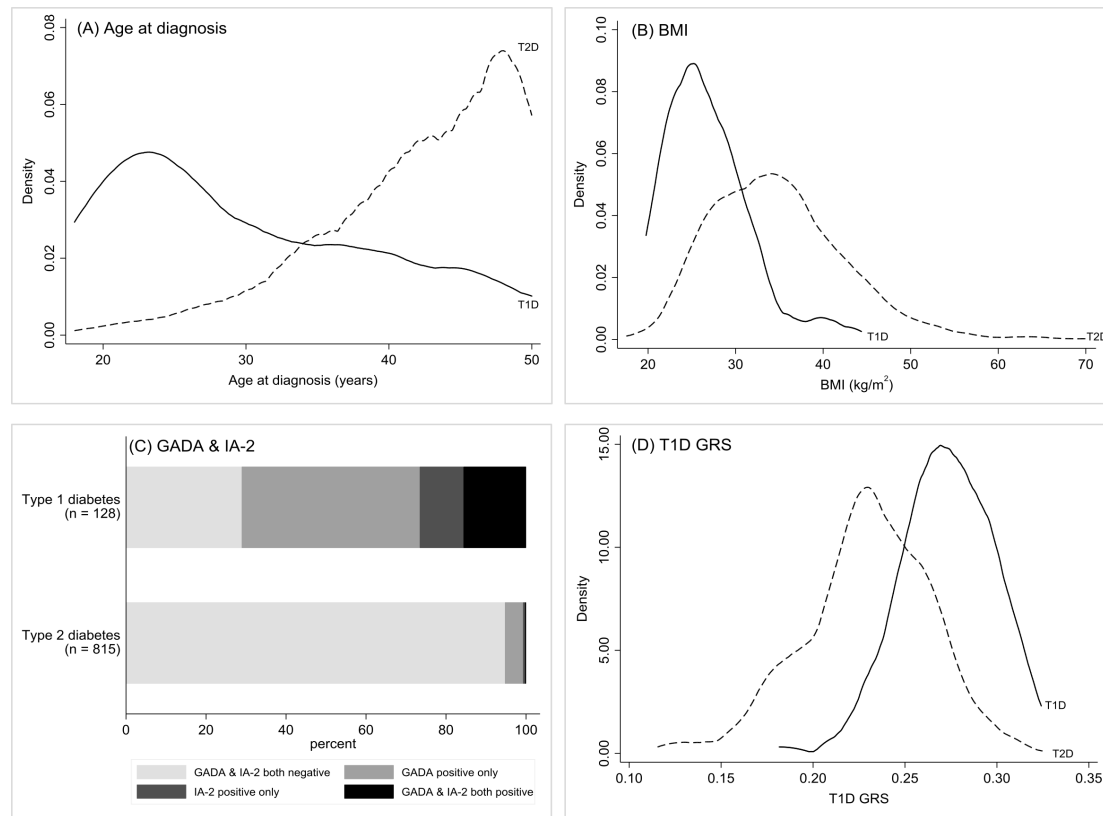 (A) Age at diagnosis
0.08
0.06
0.04
0.02
0.00
Density
T2D
T1D
20
30
40
50
Age at diagnosis (years)
(B) BMI
0.10
0.08
0.06
0.04
0.02
0.00
Density
T1D
T2D
20
30
40
50
60
70
BMI (kg/m²)
(C) GADA & IA-2
Type 1 diabetes
(n = 128)
Type 2 diabetes
(n = 815)
0
20
40
60
80
100
percent
GADA & IA-2 both negative
GADA positive only
IA-2 positive only
GADA & IA-2 both positive
(D) T1D GRS
15.00
10.00
5.00
0.00
Density
T1D
T2D
0.10
0.15
0.20
0.25
0.30
0.35
T1D GRS